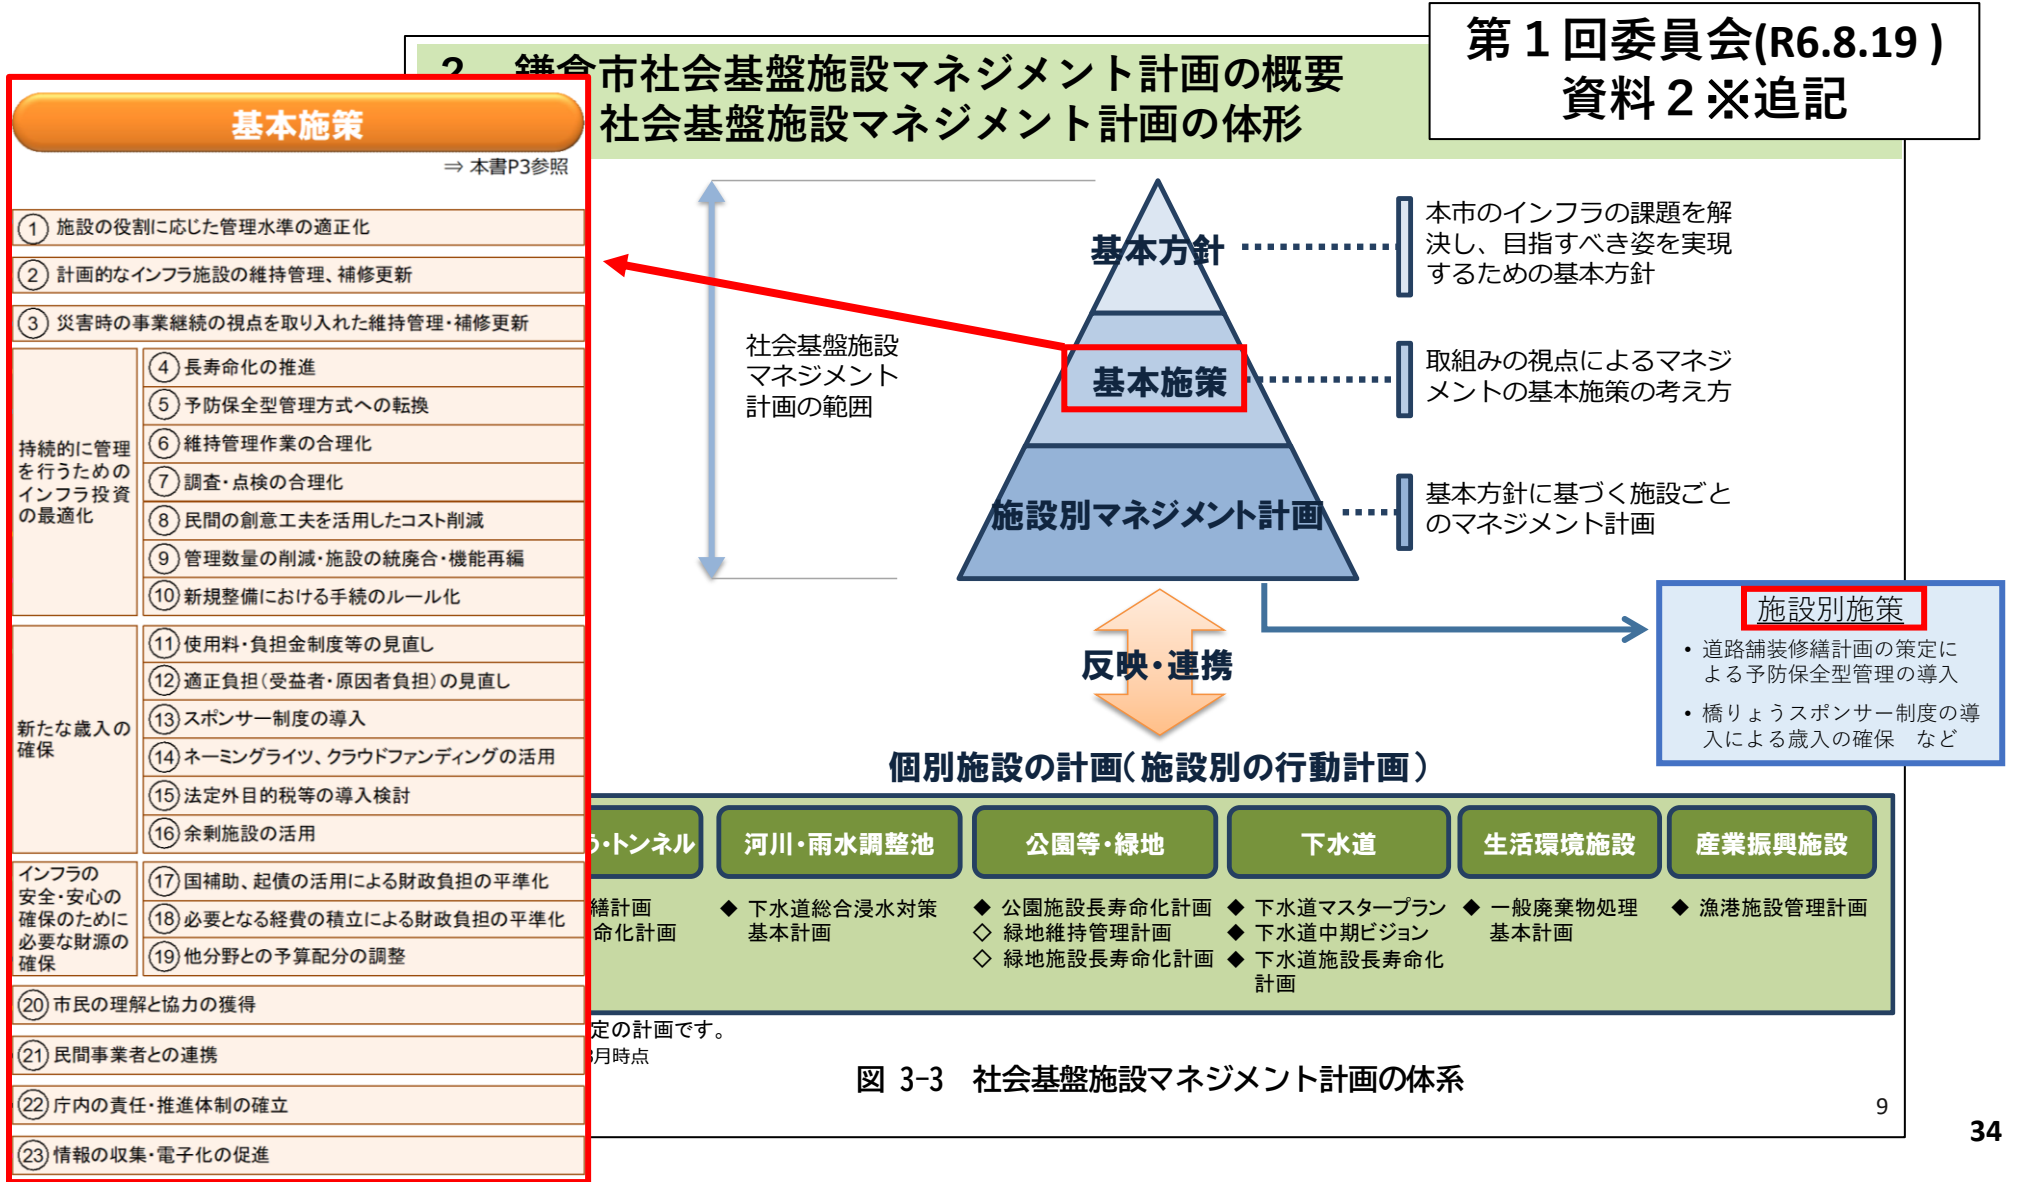 第１回委員会(R6.8.19 )
資料２※追記
鎌倉市社会基盤施設マネジメント計画の概要
社会基盤施設マネジメント計画の体形
基本施策
⇒ 本書P3参照
① 施設の役割に応じた管理水準の適正化
② 計画的なインフラ施設の維持管理、補修更新
③ 災害時の事業継続の視点を取り入れた維持管理・補修更新
持続的に管理
を行うための
インフラ投資
の最適化
④ 長寿命化の推進
⑤ 予防保全型管理方式への転換
⑥ 維持管理作業の合理化
⑦ 調査・点検の合理化
⑧ 民間の創意工夫を活用したコスト削減
⑨ 管理数量の削減・施設の統廃合・機能再編
⑩ 新規整備における手続のルール化
新たな歳入の
確保
⑪ 使用料・負担金制度等の見直し
⑫ 適正負担（受益者・原因者負担）の見直し
⑬ スポンサー制度の導入
⑭ ネーミングライツ、クラウドファンディングの活用
⑮ 法定外目的税等の導入検討
⑯ 余剰施設の活用
インフラの
安全・安心の
確保のために
必要な財源の
確保
⑰ 国補助、起債の活用による財政負担の平準化
⑱ 必要となる経費の積立による財政負担の平準化
⑲ 他分野との予算配分の調整
⑳ 市民の理解と協力の獲得
㉑ 民間事業者との連携
㉒ 庁内の責任・推進体制の確立
㉓ 情報の収集・電子化の促進
社会基盤施設
マネジメント
計画の範囲
基本方針
本市のインフラの課題を解
決し、目指すべき姿を実現
するための基本方針
基本施策
取組みの視点によるマネジ
メントの基本施策の考え方
施設別マネジメント計画
基本方針に基づく施設ごと
のマネジメント計画
施設別施策
• 道路舗装修繕計画の策定に
よる予防保全型管理の導入
• 橋りょうスポンサー制度の導
入による歳入の確保　など
反映・連携
個別施設の計画（施設別の行動計画）
・トンネル
繕計画
命化計画
河川・雨水調整池
◆ 下水道総合浸水対策
基本計画
公園等・緑地
◆ 公園施設長寿命化計画
◇ 緑地維持管理計画
◇ 緑地施設長寿命化計画
下水道
◆ 下水道マスタープラン
◆ 下水道中期ビジョン
◆ 下水道施設長寿命化
計画
生活環境施設
◆ 一般廃棄物処理
基本計画
産業振興施設
◆ 漁港施設管理計画
定の計画です。
月時点
図 3-3　社会基盤施設マネジメント計画の体系
9
34